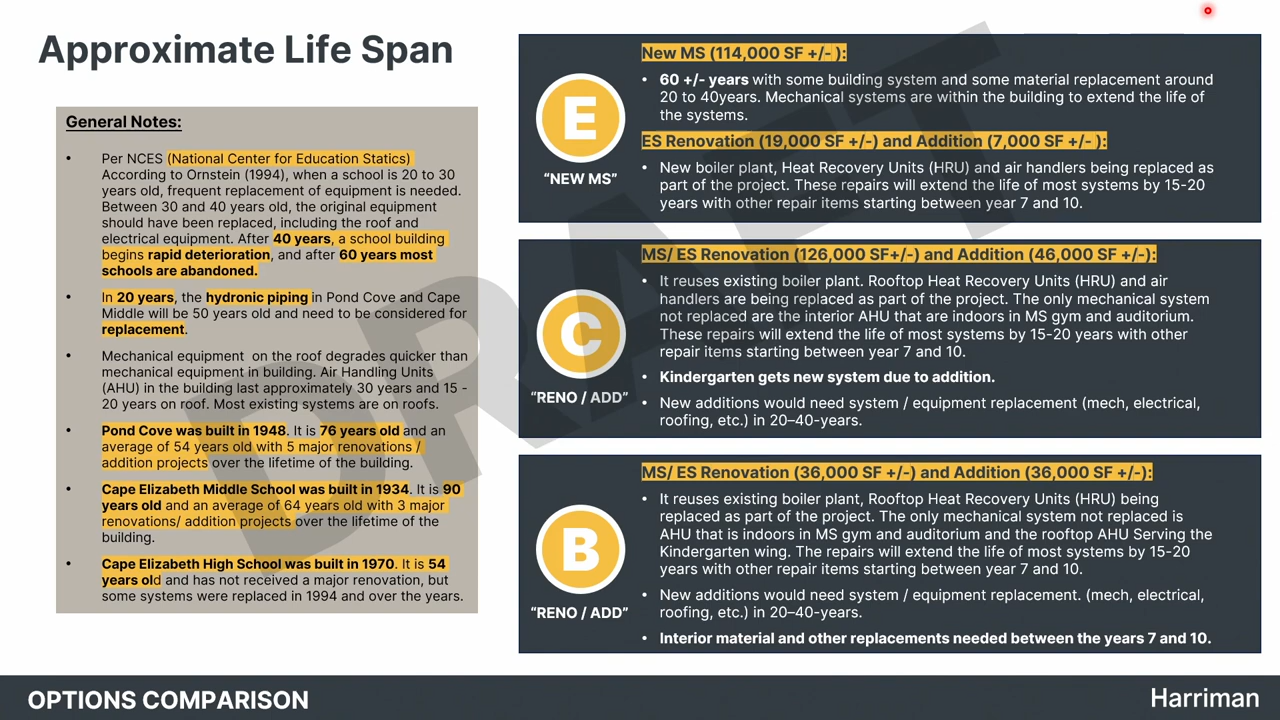 Approximate Life Span
General Notes:
• Per NCES (National Center for Education Statics)
According to Ornstein (1994), when a school is 20 to 30
years old, frequent replacement of equipment is needed.
Between 30 and 40 years old, the original equipment
should have been replaced, including the roof and
electrical equipment. After 40 years, a school building
begins rapid deterioration, and after 60 years most
schools are abandoned.
• In 20 years, the hydronic piping in Pond Cove and Cape
Middle will be 50 years old and need to be considered for
replacement.
• Mechanical equipment on the roof degrades quicker than
mechanical equipment in building. Air Handling Units
(AHU) in the building last approximately 30 years and 15 -
20 years on roof. Most existing systems are on roofs.
• Pond Cove was built in 1948. It is 76 years old and an
average of 54 years old with 5 major renovations /
addition projects over the lifetime of the building.
• Cape Elizabeth Middle School was built in 1934. It is 90
years old and an average of 64 years old with 3 major
renovations/ addition projects over the lifetime of the
building.
• Cape Elizabeth High School was built in 1970. It is 54
years old and has not received a major renovation, but
some systems were replaced in 1994 and over the years.
E
"NEW MS"
New MS (114,000 SF +/- ):
• 60 +/- years with some building system and some material replacement around
20 to 40years. Mechanical systems are within the building to extend the life of
the systems.
ES Renovation (19,000 SF +/-) and Addition (7,000 SF +/- ):
• New boiler plant, Heat Recovery Units (HRU) and air handlers being replaced as
part of the project. These repairs will extend the life of most systems by 15-20
years with other repair items starting between year 7 and 10.
C
"RENO / ADD"
MS/ ES Renovation (126,000 SF+/-) and Addition (46,000 SF +/-):
• It reuses existing boiler plant. Rooftop Heat Recovery Units (HRU) and air
handlers are being replaced as part of the project. The only mechanical system
not replaced are the interior AHU that are indoors in MS gym and auditorium.
These repairs will extend the life of most systems by 15-20 years with other
repair items starting between year 7 and 10.
• Kindergarten gets new system due to addition.
• New additions would need system / equipment replacement (mech, electrical,
roofing, etc.) in 20–40-years.
B
"RENO / ADD"
MS/ ES Renovation (36,000 SF +/-) and Addition (36,000 SF +/-):
• It reuses existing boiler plant, Rooftop Heat Recovery Units (HRU) being
replaced as part of the project. The only mechanical system not replaced is
AHU that is indoors in MS gym and auditorium and the rooftop AHU Serving the
Kindergarten wing. The repairs will extend the life of most systems by 15-20
years with other repair items starting between year 7 and 10.
• New additions would need system / equipment replacement. (mech, electrical,
roofing, etc.) in 20–40-years.
• Interior material and other replacements needed between the years 7 and 10.
DRAFT
OPTIONS COMPARISON
Harriman